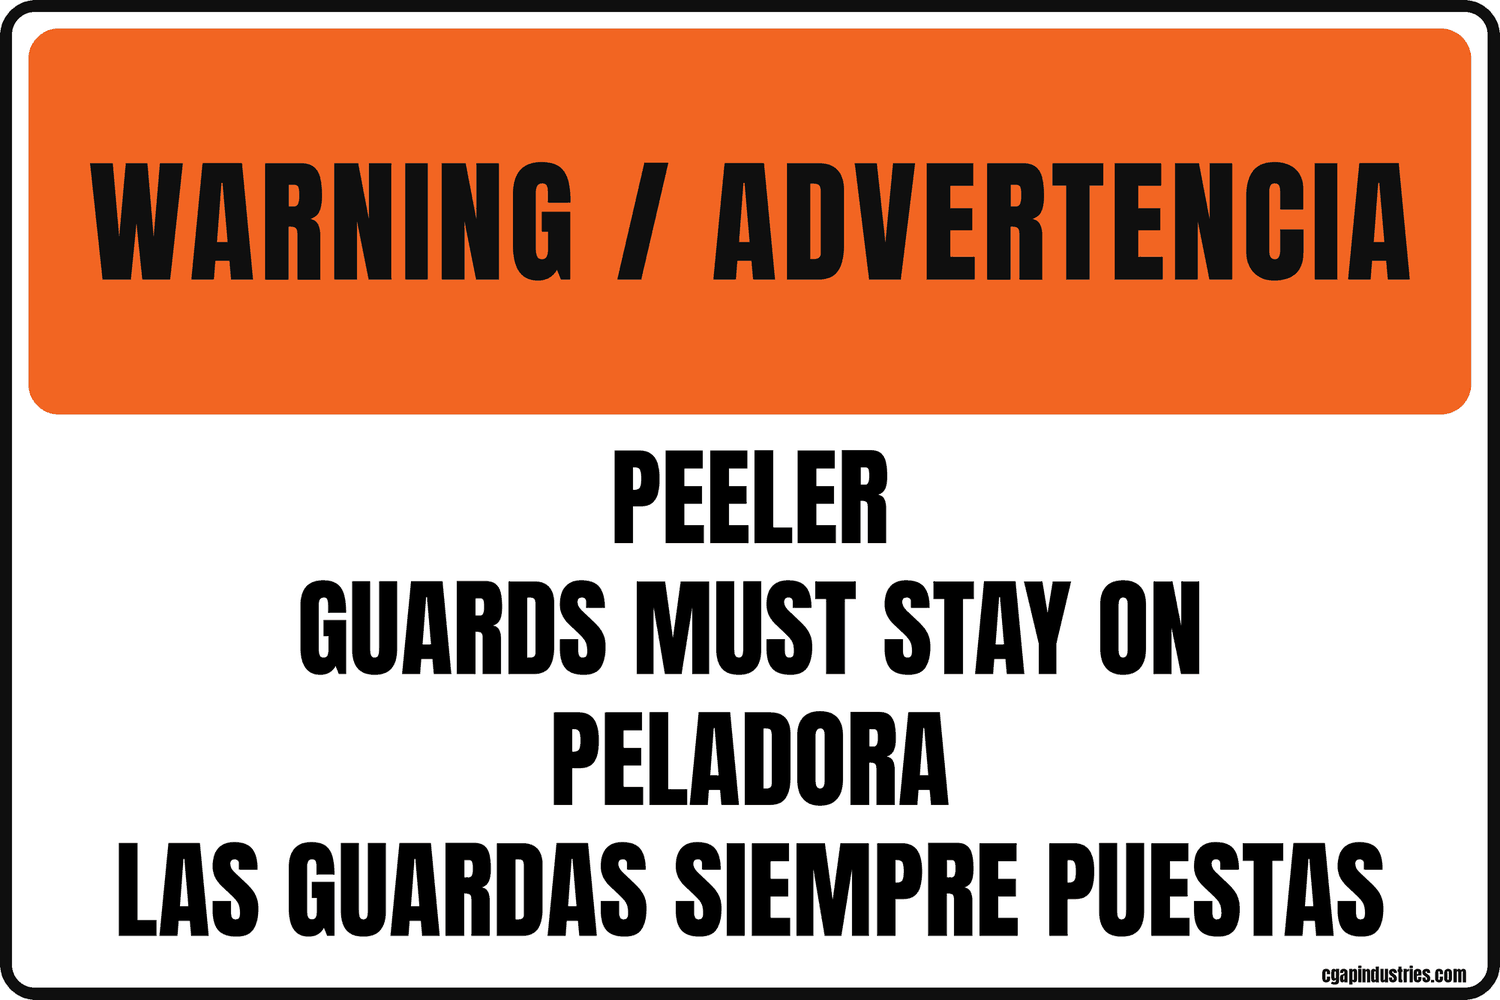 WARNING / ADVERTENCIA
PEELER
GUARDS MUST STAY ON
PELADORA
LAS GUARDAS SIEMPRE PUESTAS
cgapindustries.com